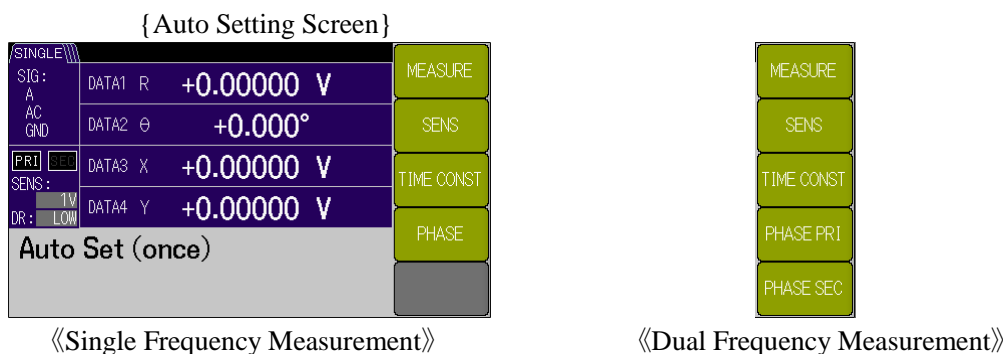 {Auto Setting Screen}
SINGLE
SIG:
A
AC
GND
PRI SEC
SENS:
1V
DR: LOW
DATA1 R +0.00000 V
DATA2 θ +0.000°
DATA3 X +0.00000 V
DATA4 Y +0.00000 V
Auto Set (once)
MEASURE
SENS
TIME CONST
PHASE
《Single Frequency Measurement》
MEASURE
SENS
TIME CONST
PHASE PRI
PHASE SEC
《Dual Frequency Measurement》